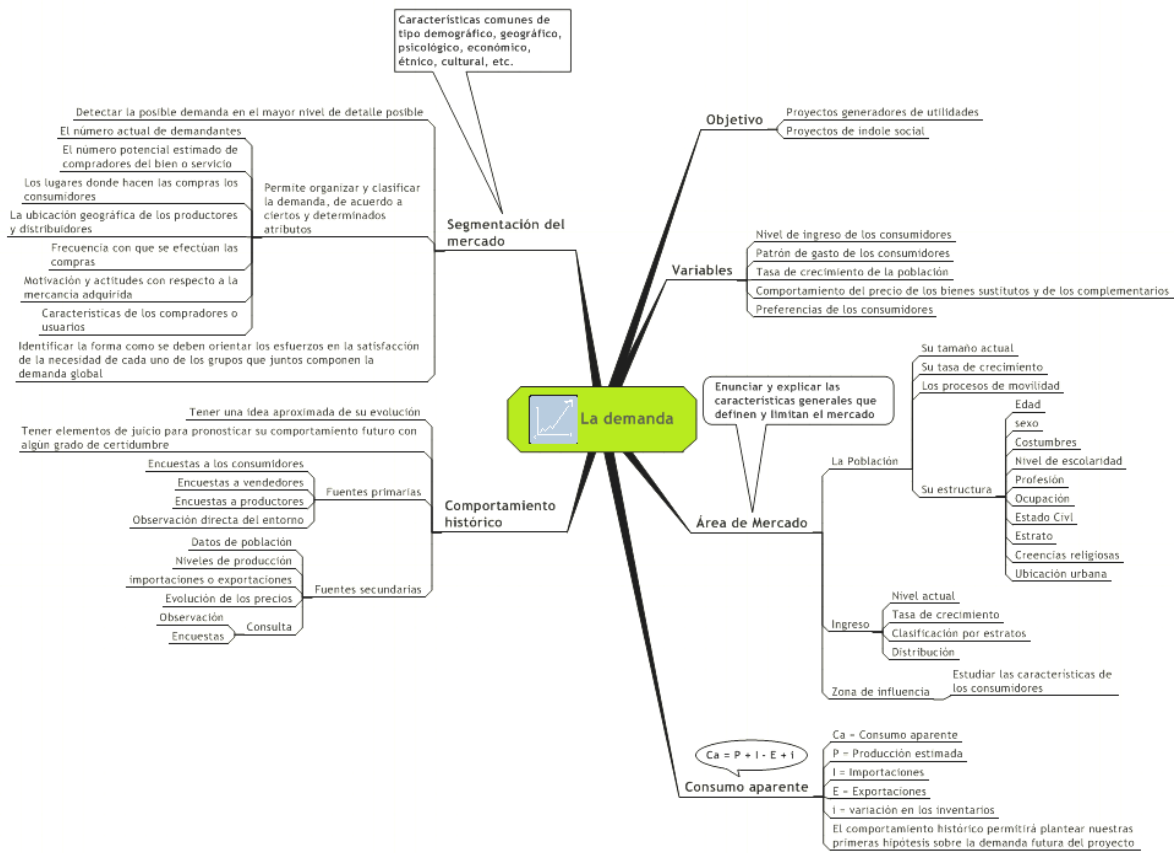 La demanda
Objetivo
Proyectos generadores de utilidades
Proyectos de indole social
Variables
Nivel de ingreso de los consumidores
Patrón de gasto de los consumidores
Tasa de crecimiento de la población
Comportamiento del precio de los bienes sustitutos y de los complementarios
Preferencias de los consumidores
Enunciar y explicar las
características generales que
definen y limitan el mercado
Área de Mercado
La Población
Su tamaño actual
Su tasa de crecimiento
Los procesos de movilidad
Su estructura
Edad
sexo
Costumbres
Nivel de escolaridad
Profesión
Ocupación
Estado Civl
Estrato
Creencias religiosas
Ubicación urbana
Ingreso
Nivel actual
Tasa de crecimiento
Clasificación por estratos
Distribución
Zona de influencia
Estudiar las características de
los consumidores
Ca = P + I - E + i
Consumo aparente
Ca = Consumo aparente
P = Producción estimada
I = Importaciones
E = Exportaciones
i = variación en los inventarios
El comportamiento histórico permitirá plantear nuestras
primeras hipótesis sobre la demanda futura del proyecto
Características comunes de
tipo demográfico, geográfico,
psicológico, económico,
étnico, cultural, etc.
Segmentación del
mercado
Detectar la posible demanda en el mayor nivel de detalle posible
Permite organizar y clasificar
la demanda, de acuerdo a
ciertos y determinados
atributos
El número actual de demandantes
El número potencial estimado de
compradores del bien o servicio
Los lugares donde hacen las compras los
consumidores
La ubicación geográfica de los productores
y distribuidores
Frecuencia con que se efectúan las
compras
Motivación y actitudes con respecto a la
mercancía adquirida
Características de los compradores o
usuarios
Identificar la forma como se deben orientar los esfuerzos en la satisfacción
de la necesidad de cada uno de los grupos que juntos componen la
demanda global
Comportamiento
histórico
Tener una idea aproximada de su evolución
Tener elementos de juicio para pronosticar su comportamiento futuro con
algún grado de certidumbre
Fuentes primarias
Encuestas a los consumidores
Encuestas a vendedores
Encuestas a productores
Observación directa del entorno
Fuentes secundarias
Datos de población
Niveles de producción
importaciones o exportaciones
Evolución de los precios
Consulta
Observación
Encuestas